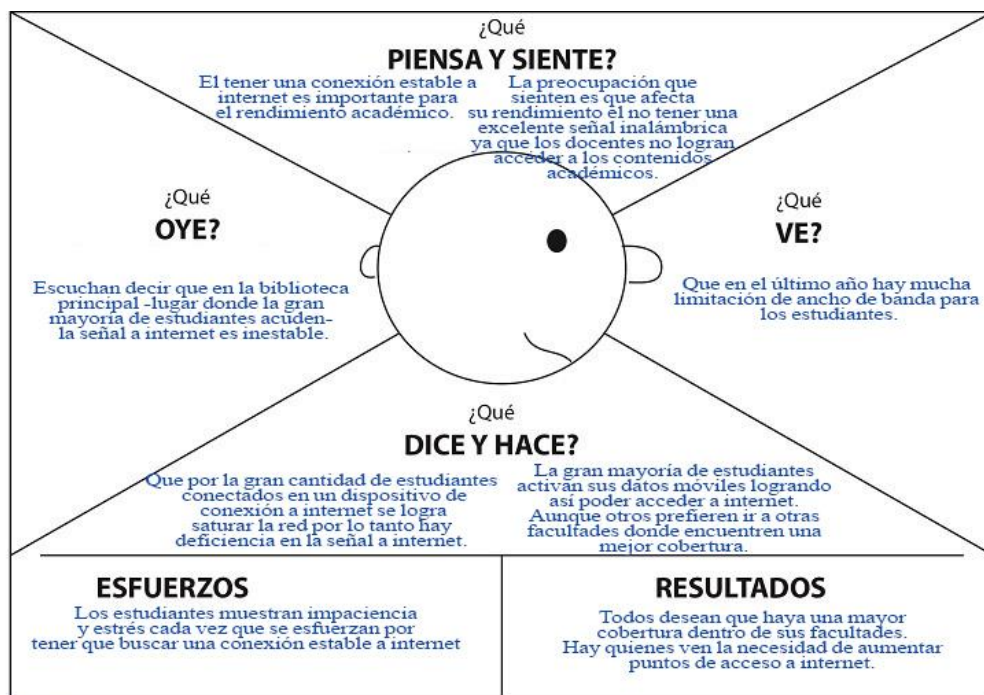 ¿Qué
PIENSA Y SIENTE?
El tener una conexión estable a
internet es importante para
el rendimiento académico.
La preocupación que
sienten es que afecta
su rendimiento el no tener una
excelente señal inalámbrica
ya que los docentes no logran
acceder a los contenidos
académicos.
¿Qué
OYE?
Escuchan decir que en la biblioteca
principal -lugar donde la gran
mayoría de estudiantes acuden-
la señal a internet es inestable.
¿Qué
VE?
Que en el último año hay mucha
limitación de ancho de banda para
los estudiantes.
¿Qué
DICE Y HACE?
Que por la gran cantidad de estudiantes
conectados en un dispositivo de
conexión a internet se logra
saturar la red por lo tanto hay
deficiencia en la señal a internet.
La gran mayoría de estudiantes
activan sus datos móviles logrando
así poder acceder a internet.
Aunque otros prefieren ir a otras
facultades donde encuentren una
mejor cobertura.
ESFUERZOS
Los estudiantes muestran impaciencia
y estrés cada vez que se esfuerzan por
tener que buscar una conexión estable a internet
RESULTADOS
Todos desean que haya una mayor
cobertura dentro de sus facultades.
Hay quienes ven la necesidad de aumentar
puntos de acceso a internet.